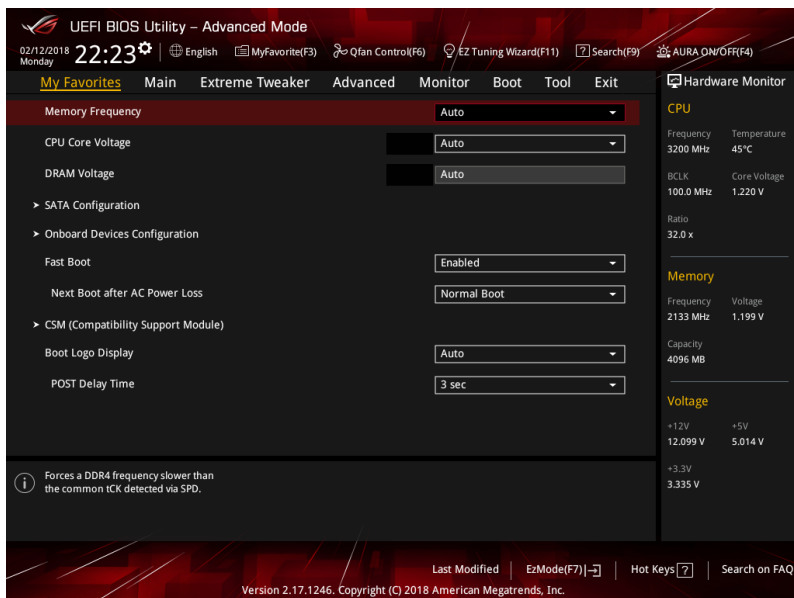 UEFI BIOS Utility – Advanced Mode
02/12/2018
Monday
22:23
English
MyFavorite(F3)
Qfan Control(F6)
EZ Tuning Wizard(F11)
? Search(F9)
AURA ON/OFF(F4)
My Favorites Main Extreme Tweaker Advanced Monitor Boot Tool Exit
Hardware Monitor
Memory Frequency Auto
CPU Core Voltage Auto
DRAM Voltage Auto
> SATA Configuration
> Onboard Devices Configuration
Fast Boot Enabled
Next Boot after AC Power Loss Normal Boot
> CSM (Compatibility Support Module)
Boot Logo Display Auto
POST Delay Time 3 sec
CPU
Frequency Temperature
3200 MHz 45°C
BCLK Core Voltage
100.0 MHz 1.220 V
Ratio
32.0 x
Memory
Frequency Voltage
2133 MHz 1.199 V
Capacity
4096 MB
Voltage
+12V +5V
12.099 V 5.014 V
+3.3V
3.335 V
i
Forces a DDR4 frequency slower than
the common tCK detected via SPD.
Last Modified EzMode(F7) Hot Keys ? Search on FAQ
Version 2.17.1246. Copyright (C) 2018 American Megatrends, Inc.